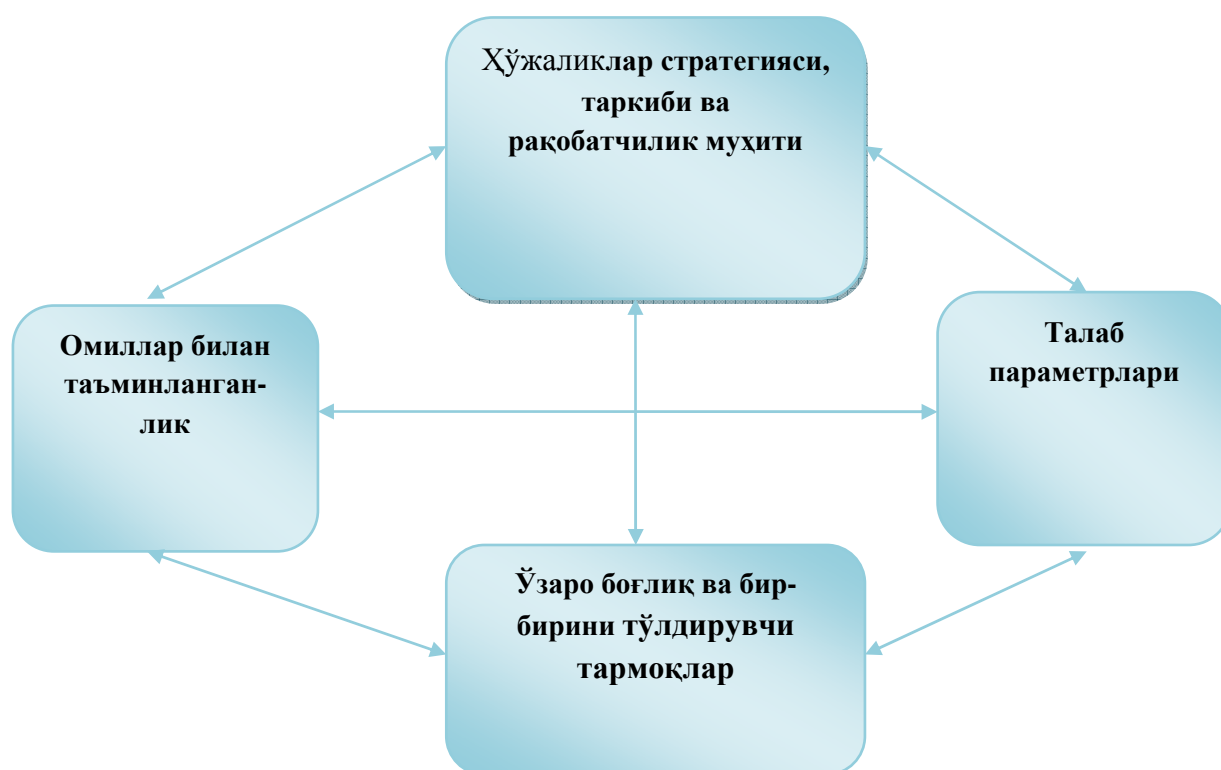 Ҳўжаликлар стратегияси,
таркиби ва
рақобатчилик муҳити
Омиллар билан
таъминланган-
лик
Талаб
параметрлари
Ўзаро боғлиқ ва бир-
бирини тўлдирувчи
тармоқлар